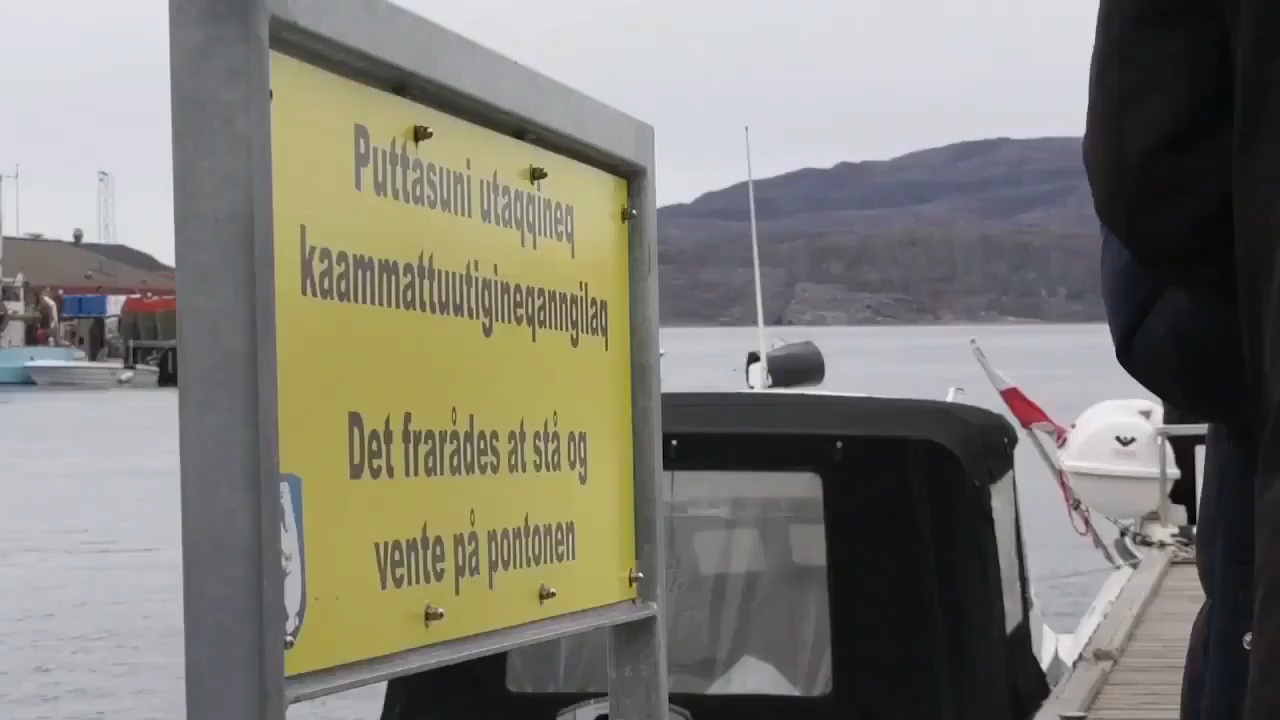 Puttasuni utaqqineq
kaammattuutigineqanngilaq
Det frarådes at stå og
vente på pontonen